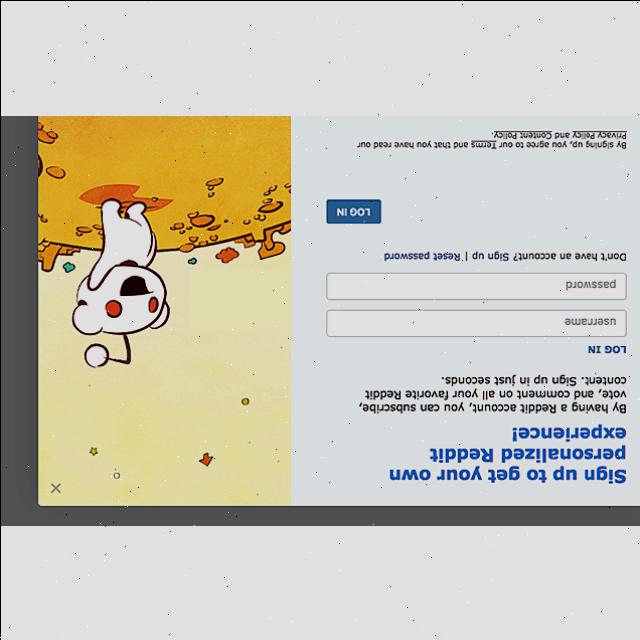 Sign up to get your own
personalized Reddit
experience!
By having a Reddit account, you can subscribe,
vote, and comment on all your favorite Reddit
content. Sign up in just seconds.
LOG IN
username
password
Don't have an account? Sign up | Reset password
LOG IN
By signing up, you agree to our Terms and that you have read our
Privacy Policy and Content Policy.